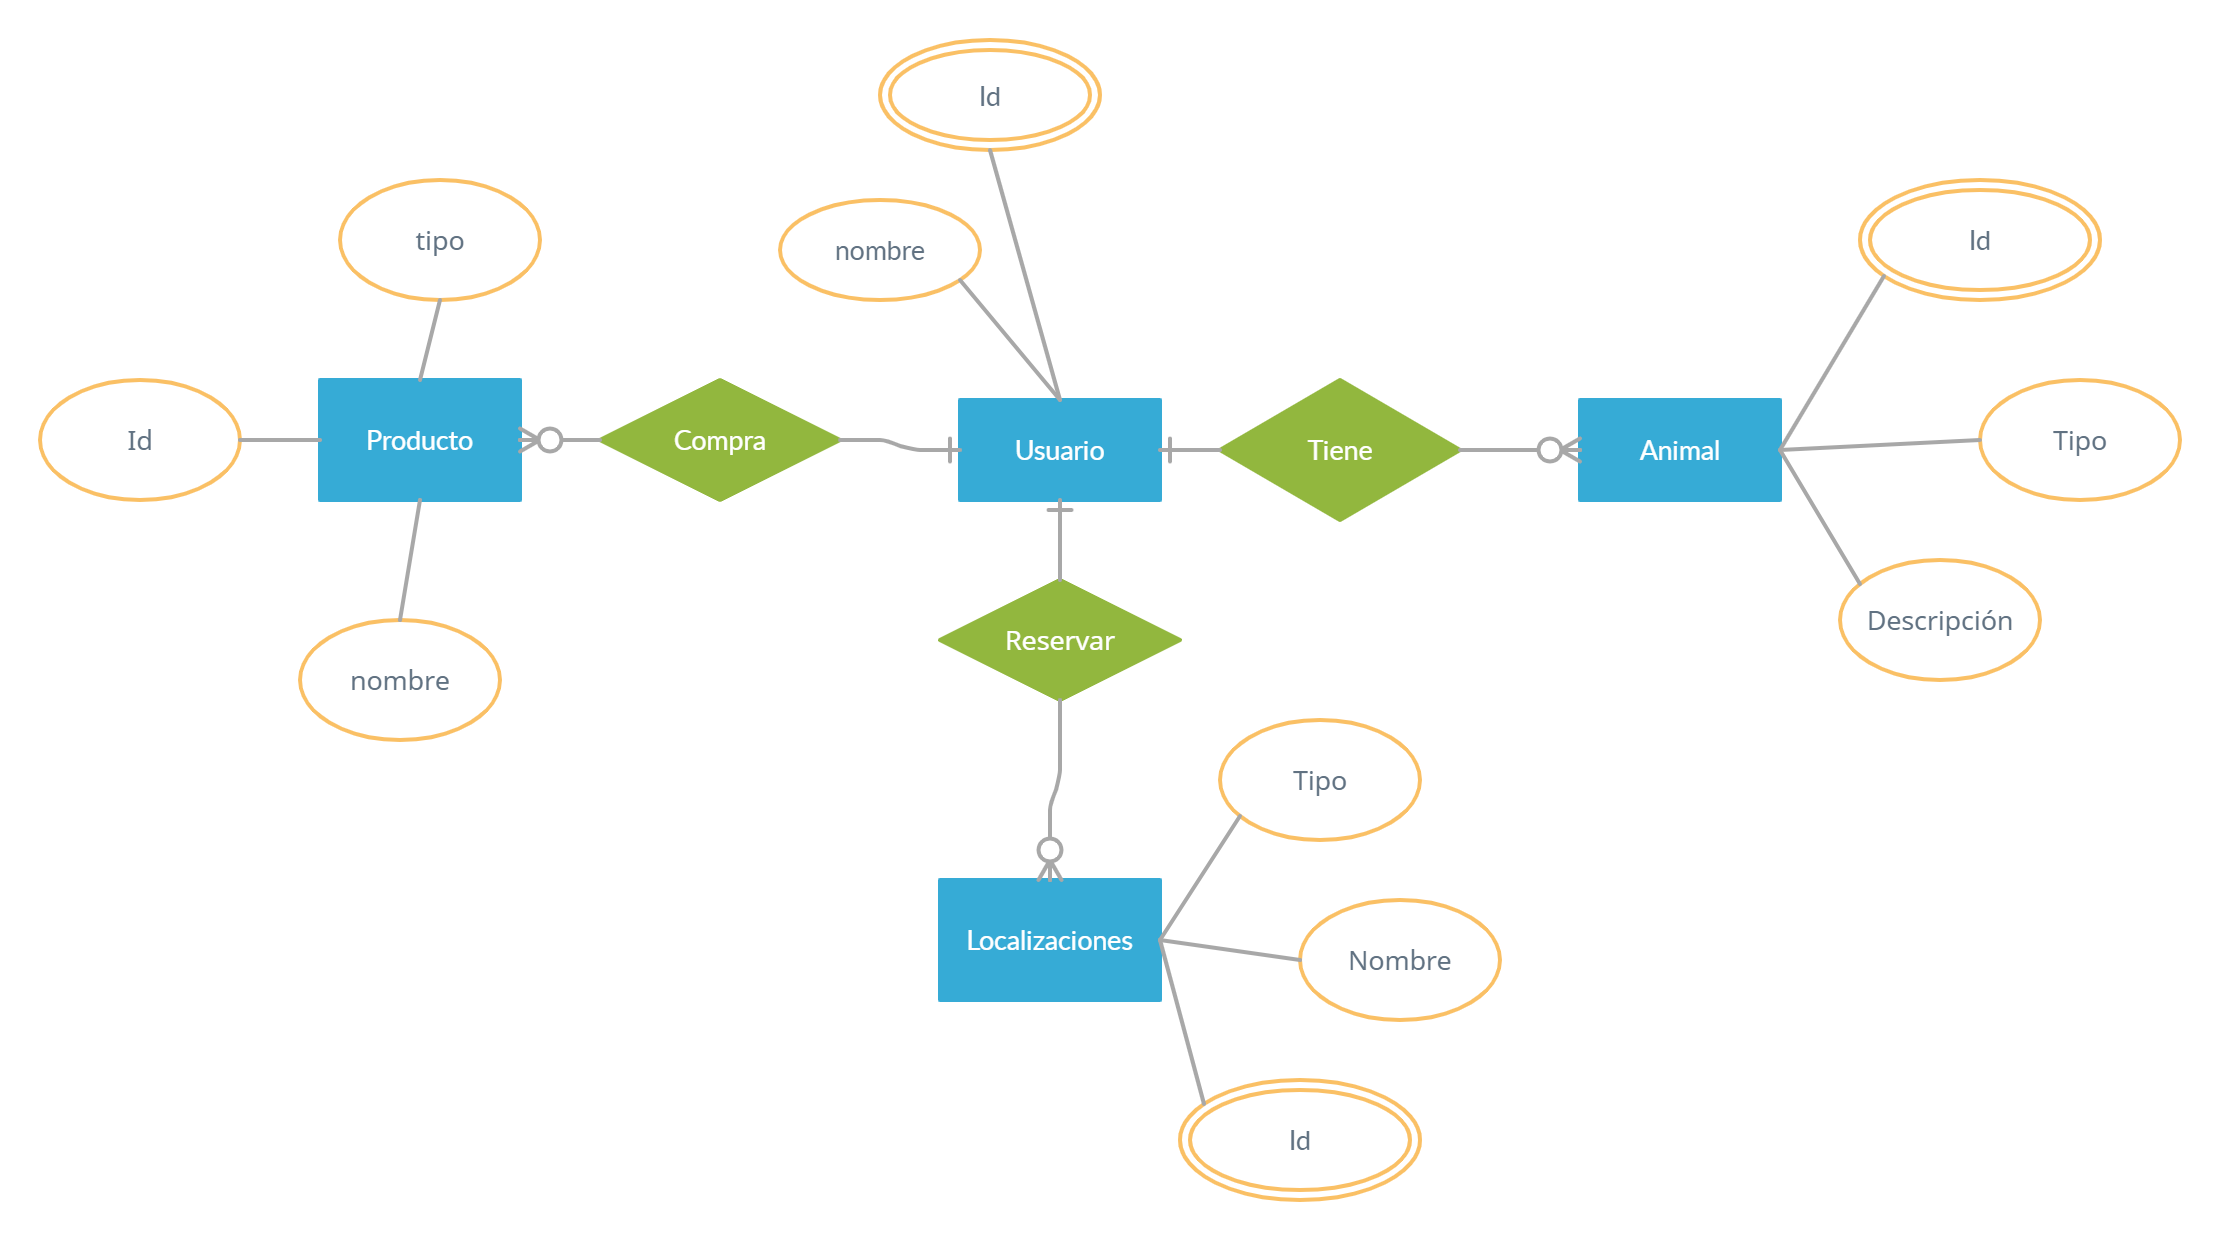 Id
nombre
tipo
Id
Id
Producto
Compra
Usuario
Tiene
Animal
Tipo
Descripción
nombre
Reservar
Tipo
Localizaciones
Nombre
Id